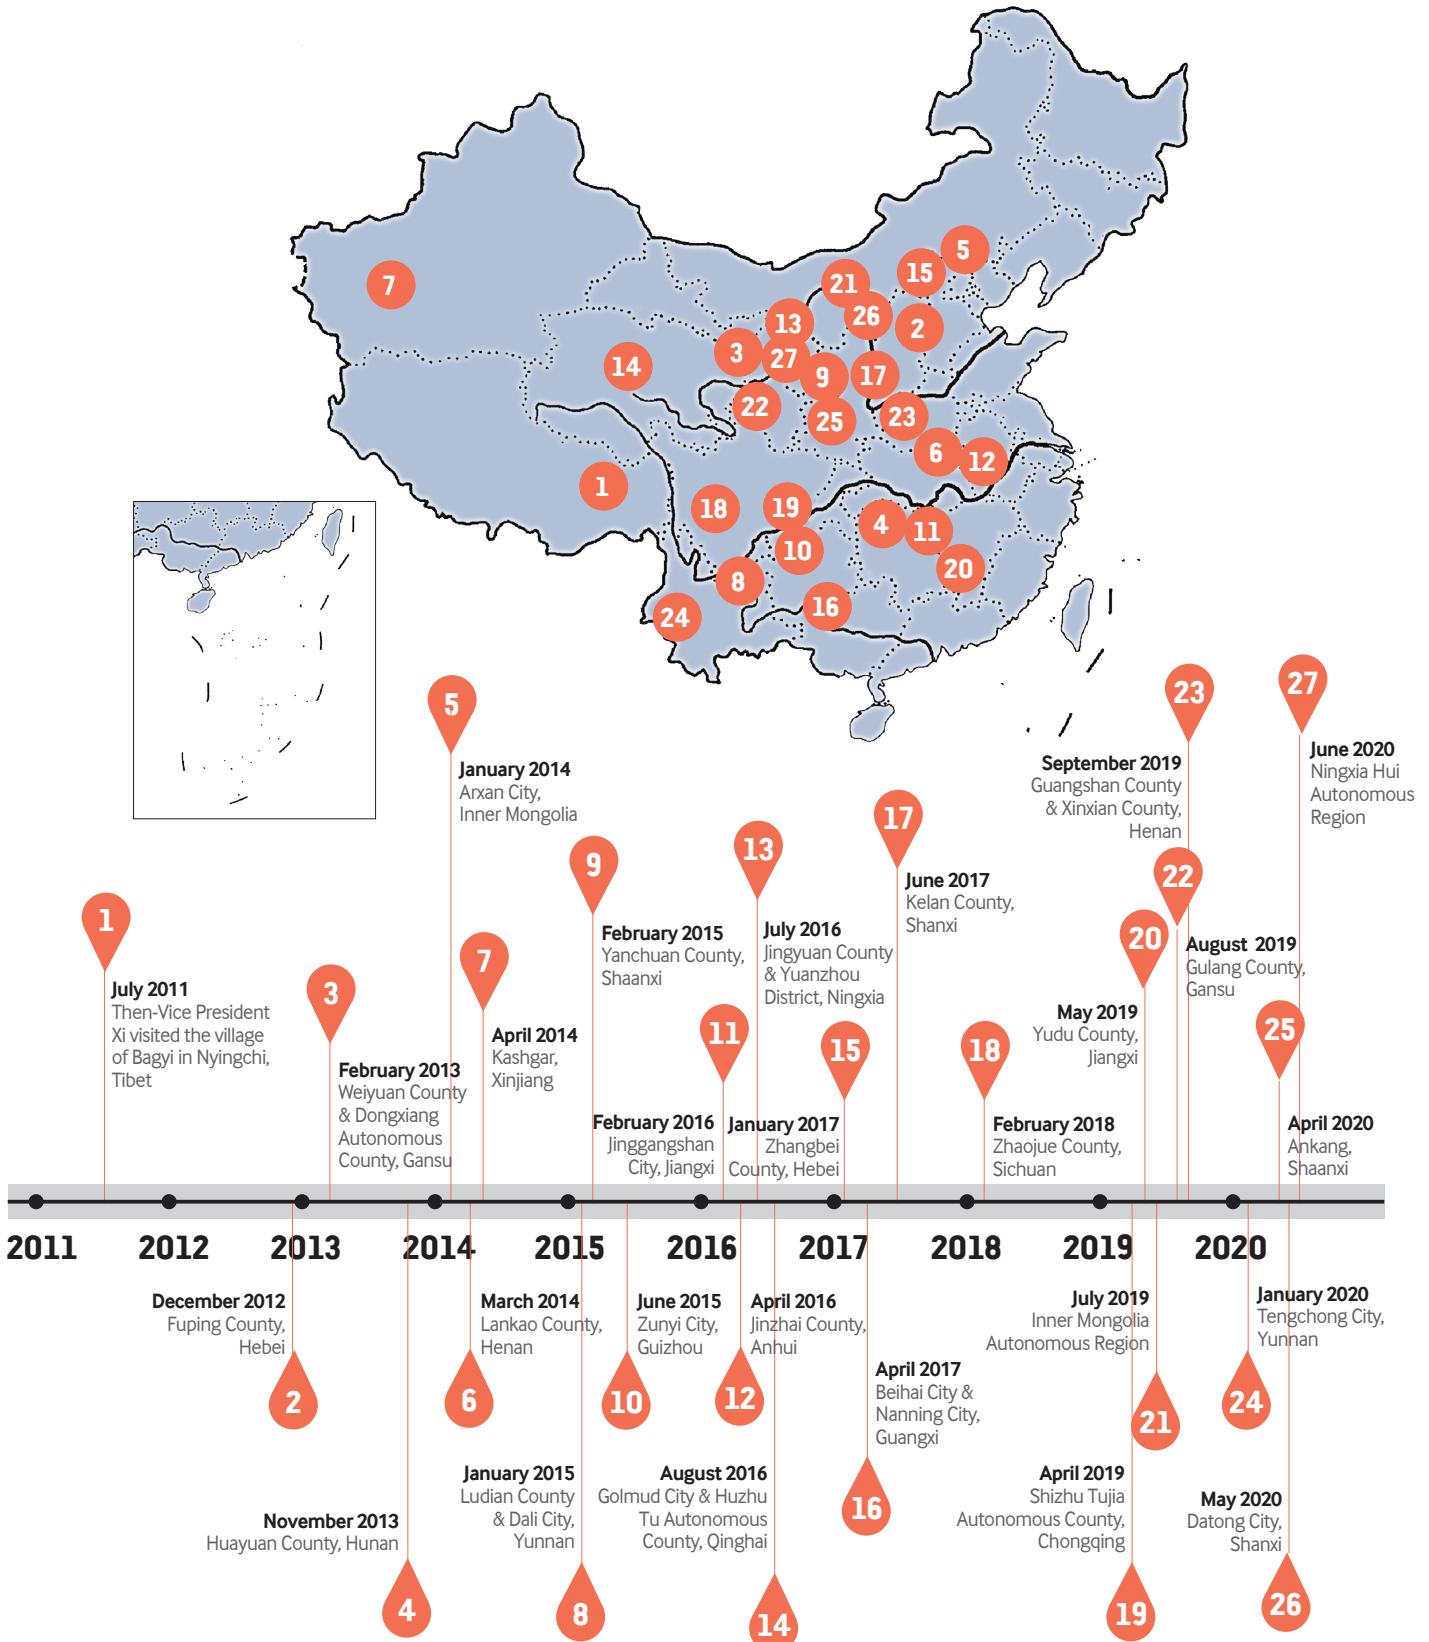 5
15
21
7
26
2
13
3
27
14
9
17
22
23
25
6
12
1
18
19
4
11
10
20
8
16
24
5
January 2014
Arxan City,
Inner Mongolia
23
September 2019
Guangshan County
& Xinxian County,
Henan
27
June 2020
Ningxia Hui
Autonomous
Region
1
July 2011
Then-Vice President
Xi visited the village
of Bagyi in Nyingchi,
Tibet
3
February 2013
Weiyuan County
& Dongxiang
Autonomous
County, Gansu
7
April 2014
Kashgar,
Xinjiang
9
February 2015
Yanchuan County,
Shaanxi
11
February 2016
Jinggangshan
City, Jiangxi
13
July 2016
Jingyuan County
& Yuanzhou
District, Ningxia
15
January 2017
Zhangbei
County, Hebei
17
June 2017
Kelan County,
Shanxi
18
February 2018
Zhaojue County,
Sichuan
20
May 2019
Yudu County,
Jiangxi
22
August 2019
Gulang County,
Gansu
25
April 2020
Ankang,
Shaanxi
2011
2012
2013
2014
2015
2016
2017
2018
2019
2020
December 2012
Fuping County,
Hebei
2
November 2013
Huayuan County, Hunan
4
March 2014
Lankao County,
Henan
6
January 2015
Ludian County
& Dali City,
Yunnan
8
June 2015
Zunyi City,
Guizhou
10
April 2016
Jinzhai County,
Anhui
12
August 2016
Golmud City & Huzhu
Tu Autonomous
County, Qinghai
14
April 2017
Beihai City &
Nanning City,
Guangxi
16
April 2019
Shizhu Tujia
Autonomous County,
Chongqing
19
July 2019
Inner Mongolia
Autonomous Region
21
January 2020
Tengchong City,
Yunnan
24
May 2020
Datong City,
Shanxi
26